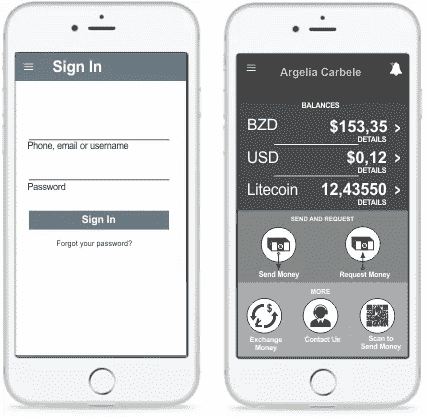 Sign In
Phone, email or username
Password
Sign In
Forgot your password?
Argelia Carbele
BALANCES
BZD $153,35 >
DETAILS
USD $0,12 >
DETAILS
Litecoin 12,43550 >
DETAILS
SEND AND REQUEST
Send Money
Request Money
MORE
$
Exchange
Money
Contact Us
Scan to
Send Money